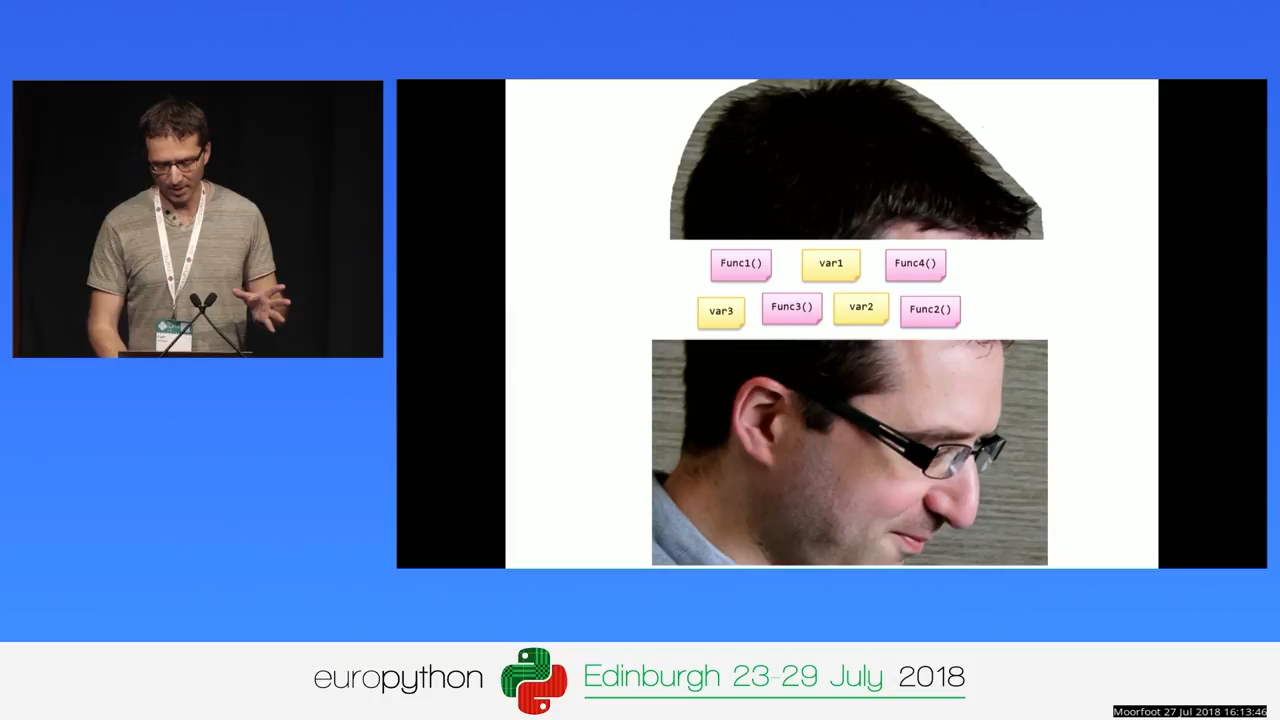 Func1()
var1
Func4()
var3
Func3()
var2
Func2()
europython
Edinburgh 23-29 July 2018
Moorfoot 27 Jul 2018 16:13:46